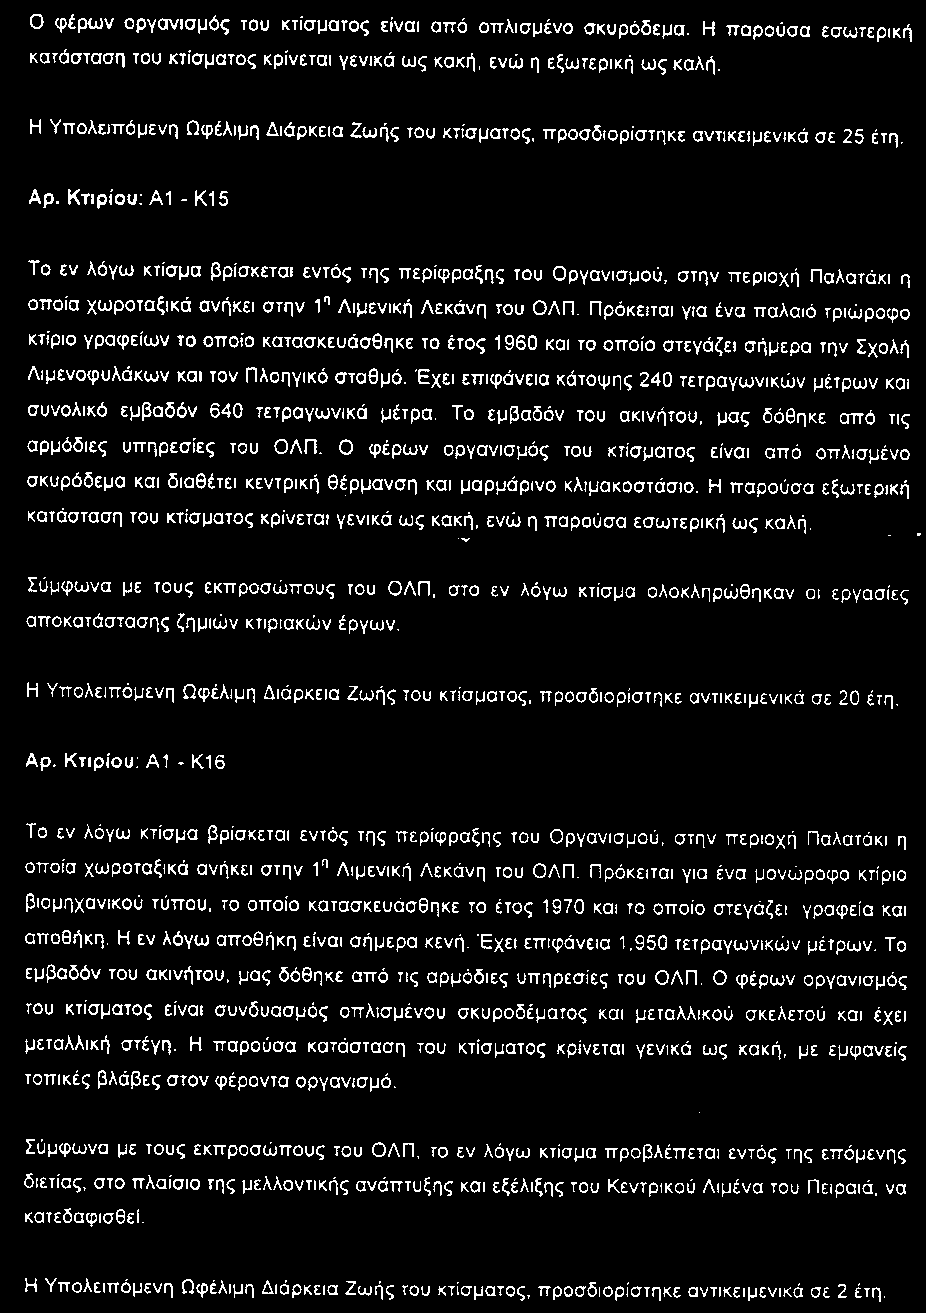 Ο φέρων οργανισμός του κτίσματος είναι από οπλισμένο σκυρόδεμα. Η παρούσα εσωτερική
κατάσταση του κτίσματος κρίνεται γενικά ως κακή, ενώ η εξωτερική ως καλή.
Η Υπολειπόμενη Ωφέλιμη Διάρκεια Ζωής του κτίσματος, προσδιορίστηκε αντικειμενικά σε 25 έτη.
Αρ. Κτιρίου: Α1 - Κ15
Το εν λόγω κτίσμα βρίσκεται εντός της περίφραξης του Οργανισμού, στην περιοχή Παλατάκι η
οποία χωροταξικά ανήκει στην 1η Λιμενική Λεκάνη του ΟΛΠ. Πρόκειται για ένα παλαιό τριώροφο
κτίριο γραφείων το οποίο κατασκευάσθηκε το έτος 1960 και το οποίο στεγάζει σήμερα την Σχολή
Λιμενοφυλάκων και τον Πλοηγικό σταθμό. Έχει επιφάνεια κάτοψης 240 τετραγωνικών μέτρων και
συνολικό εμβαδόν 640 τετραγωνικά μέτρα. Το εμβαδόν του ακινήτου, μας δόθηκε από τις
αρμόδιες υπηρεσίες του ΟΛΠ. Ο φέρων οργανισμός του κτίσματος είναι από οπλισμένο
σκυρόδεμα και διαθέτει κεντρική θέρμανση και μαρμάρινο κλιμακοστάσιο. Η παρούσα εξωτερική
κατάσταση του κτίσματος κρίνεται γενικά ως κακή, ενώ η παρούσα εσωτερική ως καλή.
Σύμφωνα με τους εκπροσώπους του ΟΛΠ, στο εν λόγω κτίσμα ολοκληρώθηκαν οι εργασίες
αποκατάστασης ζημιών κτιριακών έργων.
Η Υπολειπόμενη Ωφέλιμη Διάρκεια Ζωής του κτίσματος, προσδιορίστηκε αντικειμενικά σε 20 έτη.
Αρ. Κτιρίου: Α1 - Κ16
Το εν λόγω κτίσμα βρίσκεται εντός της περίφραξης του Οργανισμού, στην περιοχή Παλατάκι η
οποία χωροταξικά ανήκει στην 1η Λιμενική Λεκάνη του ΟΛΠ. Πρόκειται για ένα μονώροφο κτίριο
βιομηχανικού τύπου, το οποίο κατασκευάσθηκε το έτος 1970 και το οποίο στεγάζει γραφεία και
αποθήκη. Η εν λόγω αποθήκη είναι σήμερα κενή. Έχει επιφάνεια 1,950 τετραγωνικών μέτρων. Το
εμβαδόν του ακινήτου, μας δόθηκε από τις αρμόδιες υπηρεσίες του ΟΛΠ. Ο φέρων οργανισμός
του κτίσματος είναι συνδυασμός οπλισμένου σκυροδέματος και μεταλλικού σκελετού και έχει
μεταλλική στέγη. Η παρούσα κατάσταση του κτίσματος κρίνεται γενικά ως κακή, με εμφανείς
τοπικές βλάβες στον φέροντα οργανισμό.
Σύμφωνα με τους εκπροσώπους του ΟΛΠ, το εν λόγω κτίσμα προβλέπεται εντός της επόμενης
διετίας, στο πλαίσιο της μελλοντικής ανάπτυξης και εξέλιξης του Κεντρικού Λιμένα του Πειραιά, να
κατεδαφισθεί.
Η Υπολειπόμενη Ωφέλιμη Διάρκεια Ζωής του κτίσματος, προσδιορίστηκε αντικειμενικά σε 2 έτη.